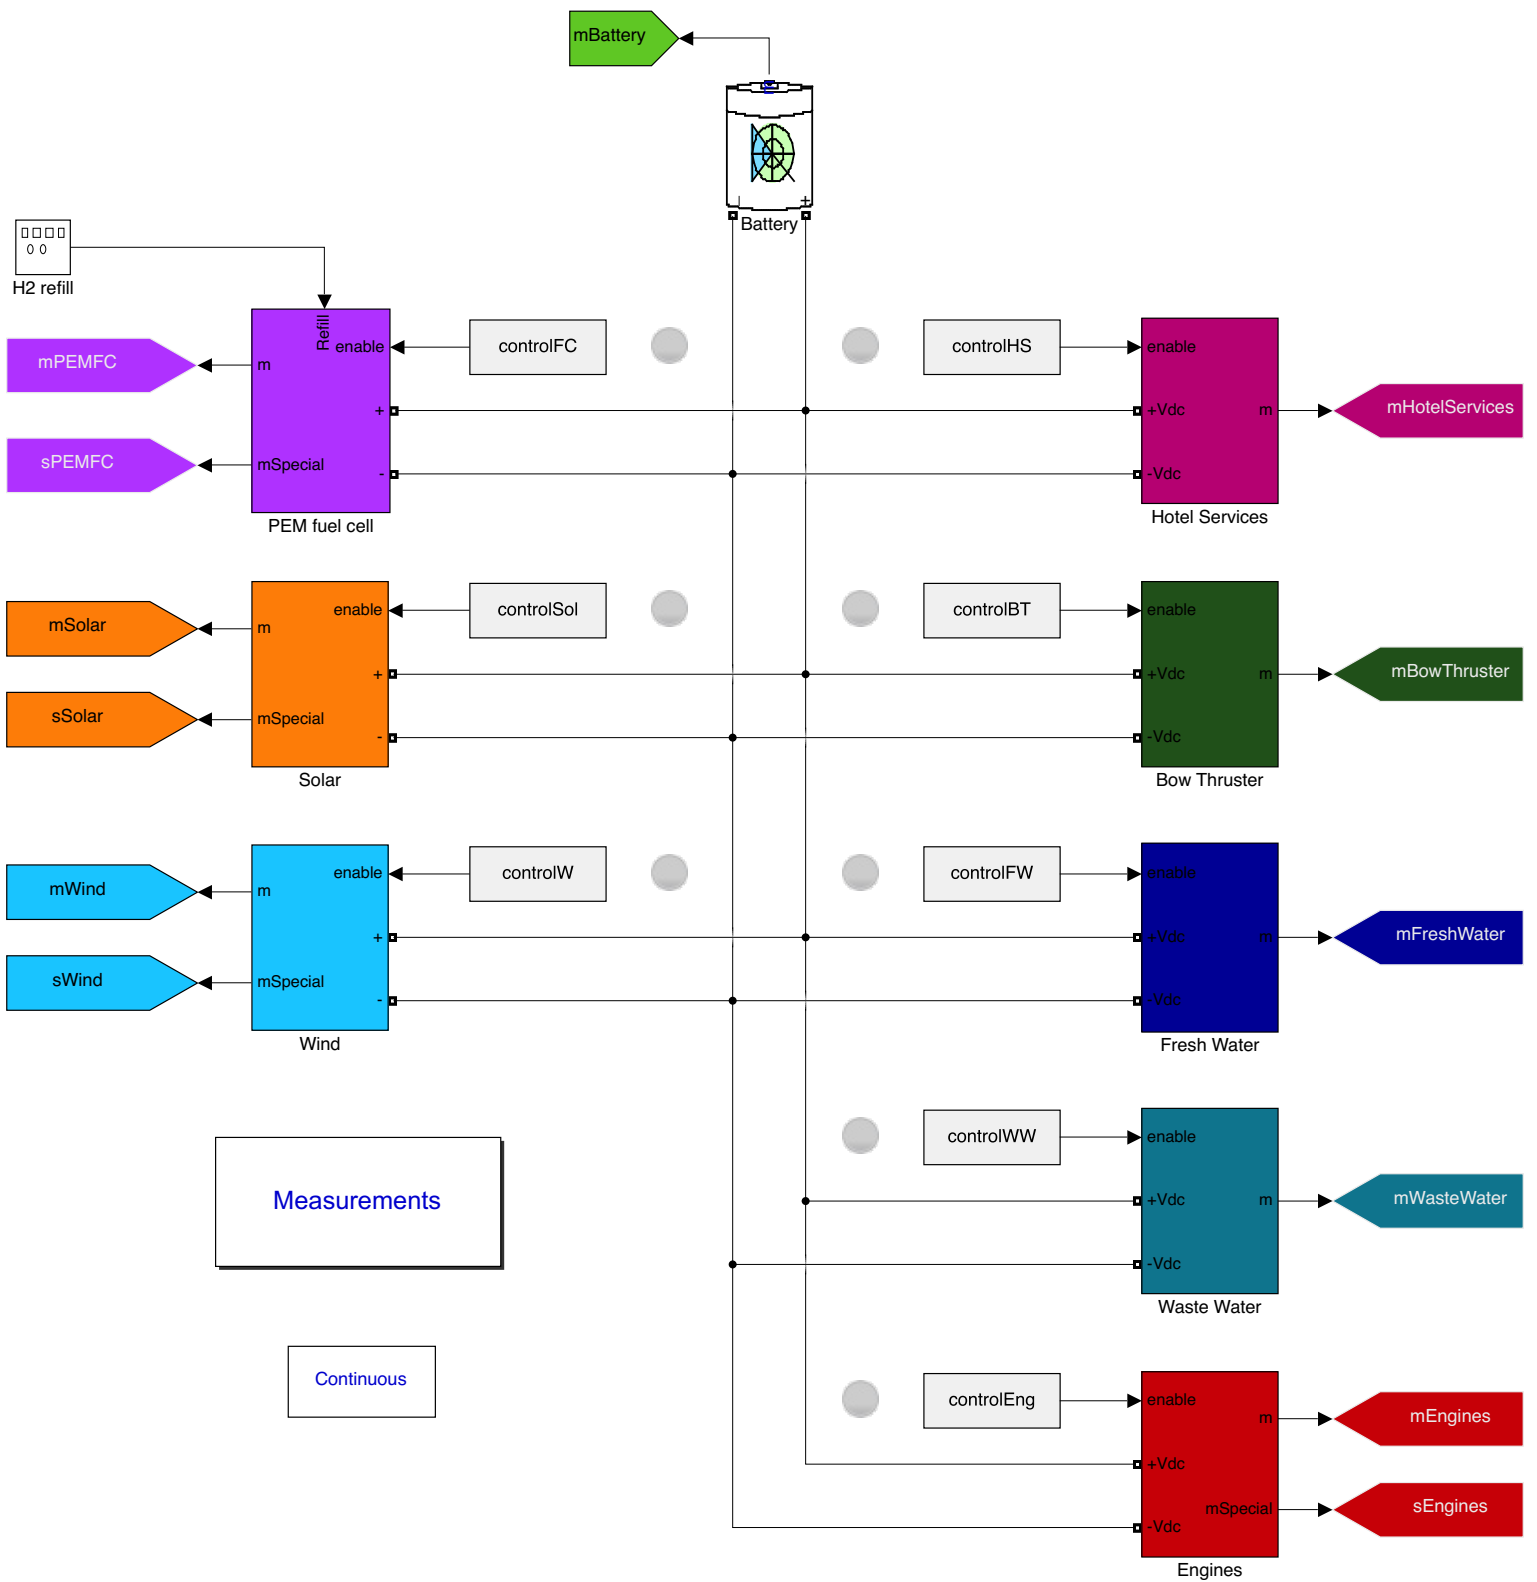 mBattery
- +
Battery
H2 refill
Refill
enable
m
+
mSpecial
-
PEM fuel cell
mPEMFC
sPEMFC
controlFC
controlHS
enable
+Vdc
m
-Vdc
Hotel Services
mHotelServices
mSolar
sSolar
enable
m
+
mSpecial
-
Solar
controlSol
controlBT
enable
+Vdc
m
-Vdc
Bow Thruster
mBowThruster
mWind
sWind
enable
m
+
mSpecial
-
Wind
controlW
controlFW
enable
+Vdc
m
-Vdc
Fresh Water
mFreshWater
Measurements
controlWW
enable
+Vdc
m
-Vdc
Waste Water
mWasteWater
Continuous
controlEng
enable
m
+Vdc
mSpecial
-Vdc
Engines
mEngines
sEngines